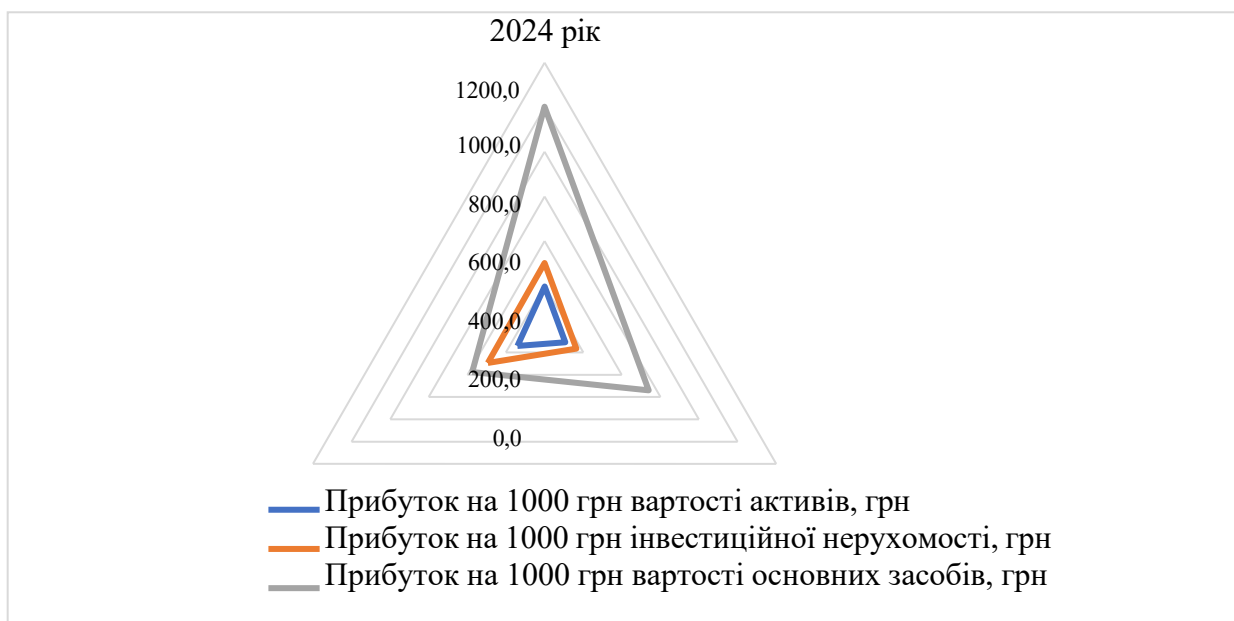 2024 рік
1200,0
1000,0
800,0
600,0
400,0
200,0
0,0
Прибуток на 1000 грн вартості активів, грн
Прибуток на 1000 грн інвестиційної нерухомості, грн
Прибуток на 1000 грн вартості основних засобів, грн